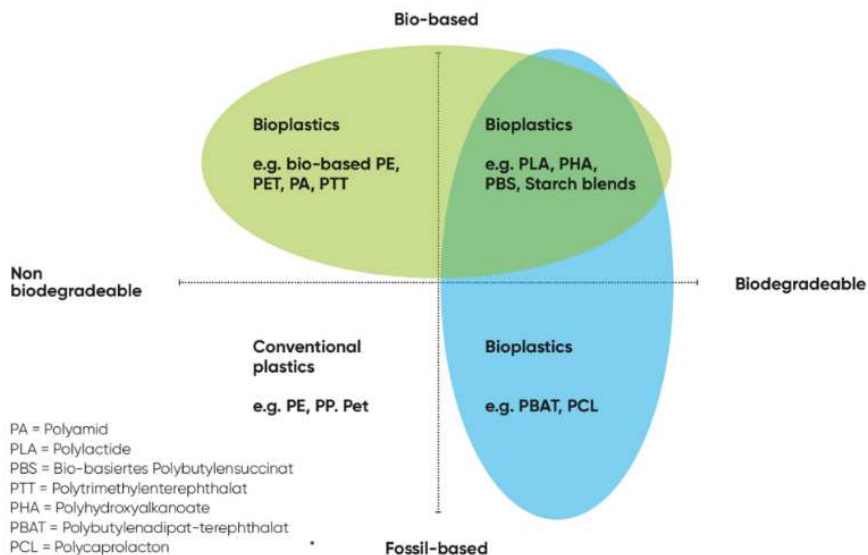 Bio-based
Bioplastics
e.g. bio-based PE,
PET, PA, PTT
Bioplastics
e.g. PLA, PHA,
PBS, Starch blends
Non
biodegradeable
Biodegradeable
Conventional
plastics
e.g. PE, PP. Pet
Bioplastics
e.g. PBAT, PCL
PA = Polyamid
PLA = Polylactide
PBS = Bio-basiertes Polybutylensuccinat
PTT = Polytrimethylenterephthalat
PHA = Polyhydroxyalkanoate
PBAT = Polybutylenadipat-terephthalat
PCL = Polycaprolacton
*
Fossil-based